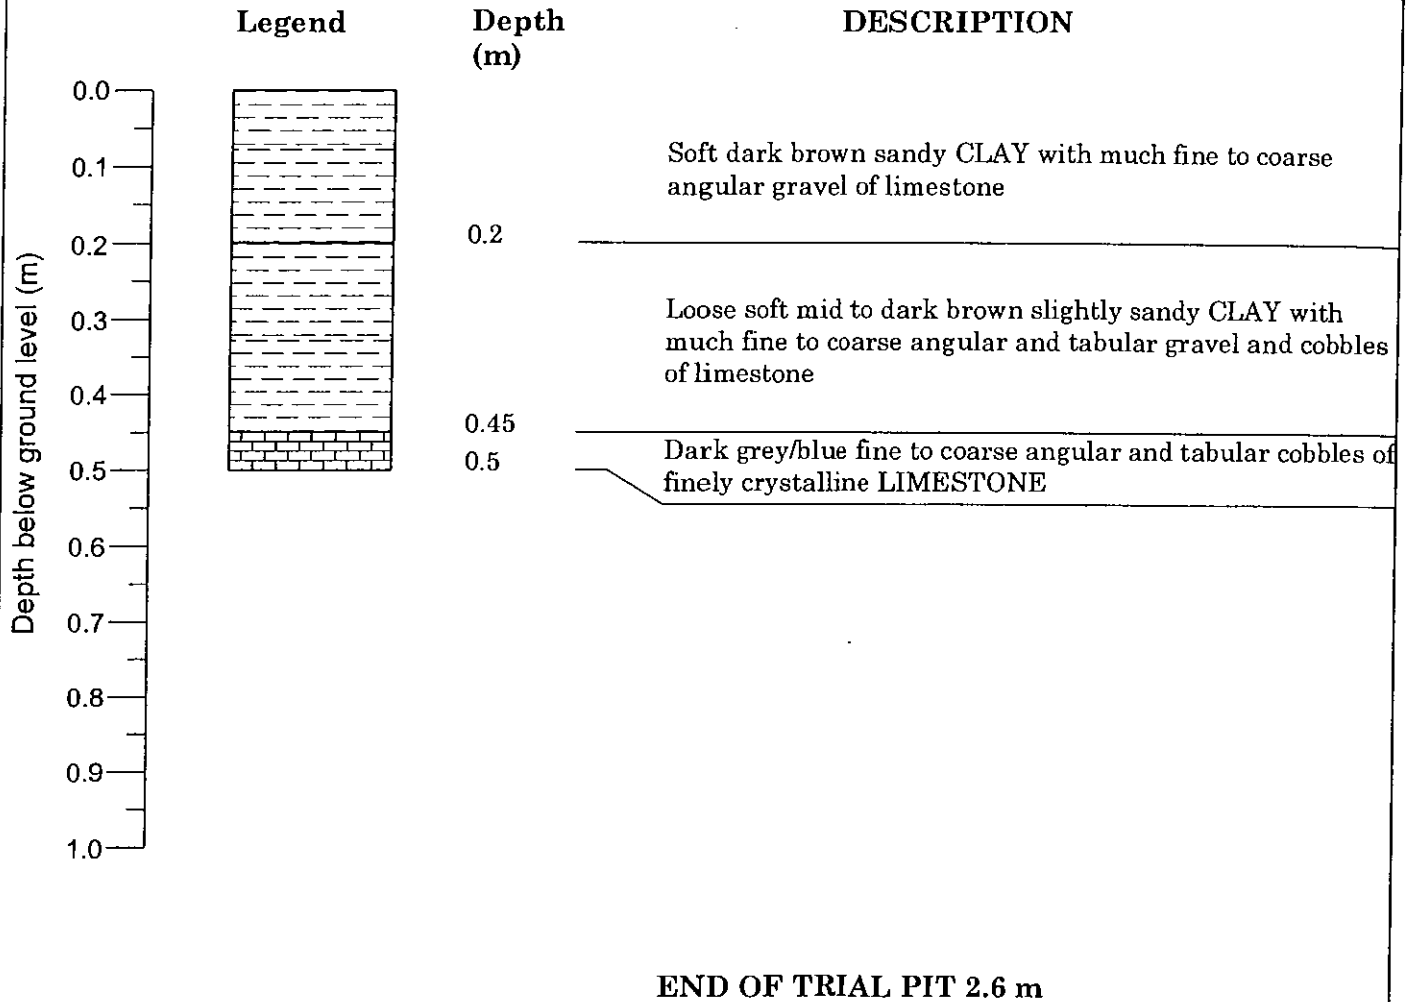 Legend Depth DESCRIPTION
(m)
0.0
0.1
0.2
0.3
0.4
0.5
0.6
0.7
0.8
0.9
1.0
Depth below ground level (m)
Soft dark brown sandy CLAY with much fine to coarse
angular gravel of limestone
0.2
Loose soft mid to dark brown slightly sandy CLAY with
much fine to coarse angular and tabular gravel and cobbles
of limestone
0.45
Dark grey/blue fine to coarse angular and tabular cobbles of
0.5
finely crystalline LIMESTONE
END OF TRIAL PIT 2.6 m